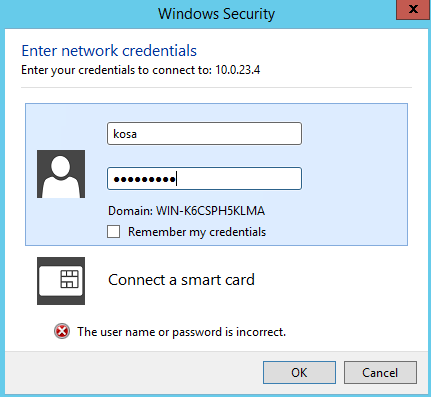 Windows Security
x
Enter network credentials
Enter your credentials to connect to: 10.0.23.4
kosa
●●●●●●●●●
Domain: WIN-K6CSPH5KLMA
Remember my credentials
Connect a smart card
The user name or password is incorrect.
OK
Cancel